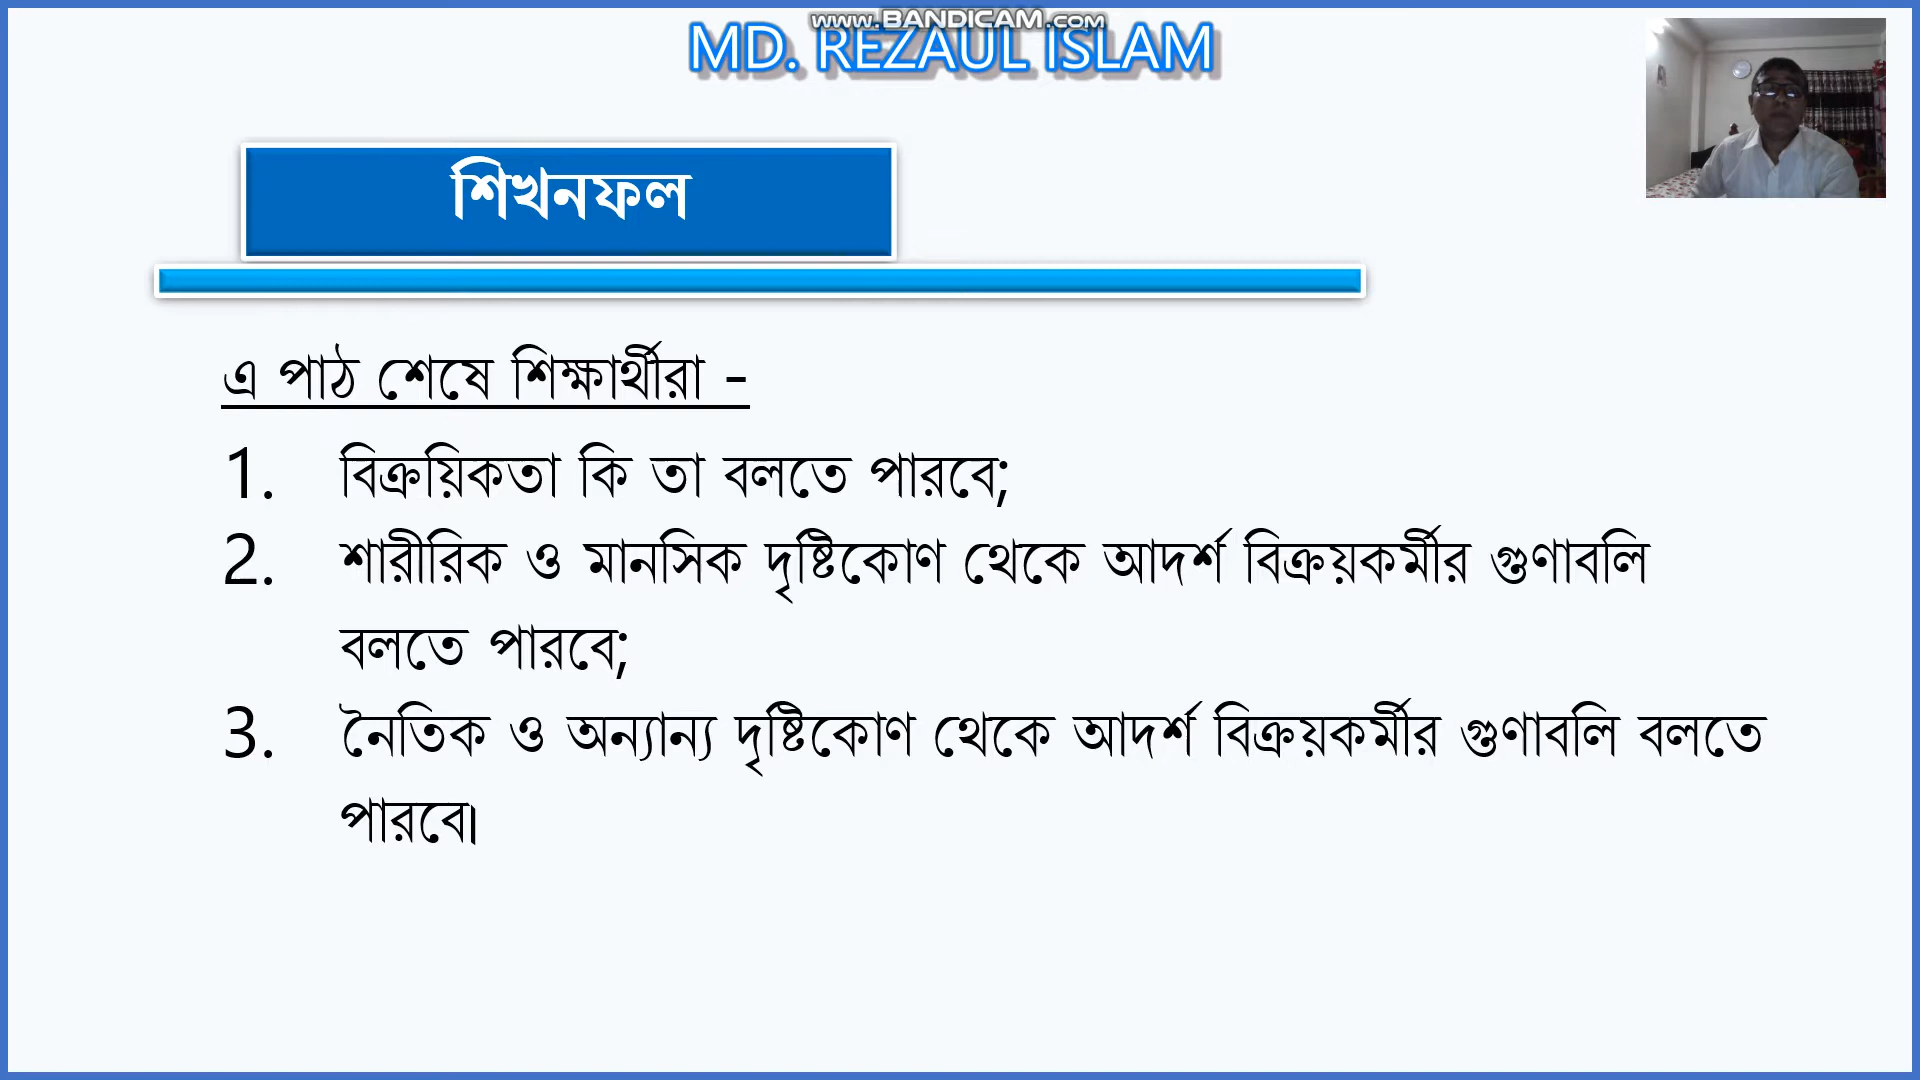 www.BANDICAM.com
MD. REZAUL ISLAM
শিখনফল
এ পাঠ শেষে শিক্ষার্থীরা -
1. বিক্রয়িকতা কি তা বলতে পারবে;
2. শারীরিক ও মানসিক দৃষ্টিকোণ থেকে আদর্শ বিক্রয়কর্মীর গুণাবলি
বলতে পারবে;
3. নৈতিক ও অন্যান্য দৃষ্টিকোণ থেকে আদর্শ বিক্রয়কর্মীর গুণাবলি বলতে
পারবে।